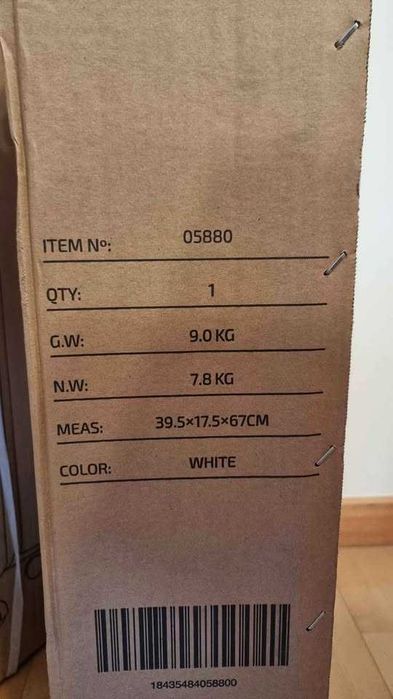 ITEM Nº: 05880
QTY: 1
G.W: 9.0 KG
N.W: 7.8 KG
MEAS: 39.5×17.5×67CM
COLOR: WHITE
18435484058800